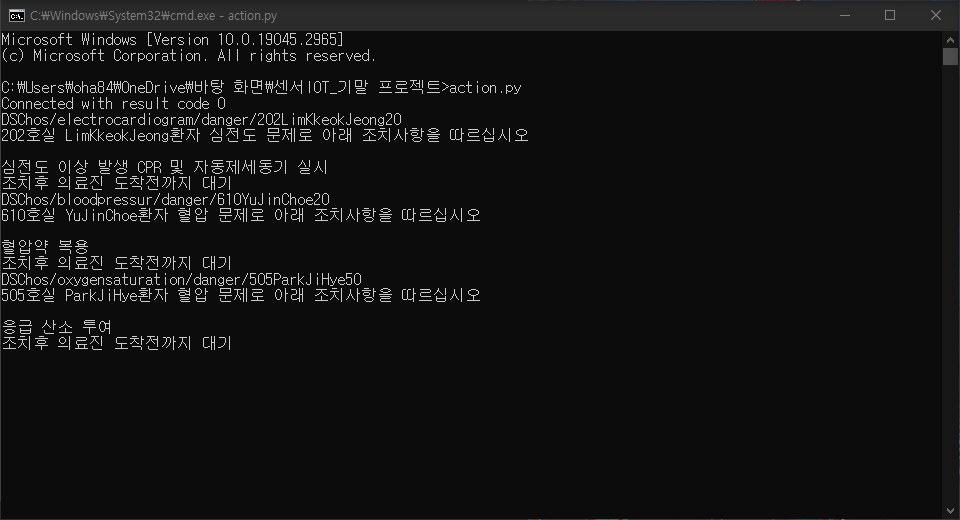 C:₩Windows₩System32₩cmd.exe - action.py
Microsoft Windows [Version 10.0.19045.2965]
(c) Microsoft Corporation. All rights reserved.
C:₩Users₩oha84₩OneDrive₩바탕 화면₩센서IOT_기말 프로젝트>action.py
Connected with result code 0
DSChos/electrocardiogram/danger/202LimKkeokJeong20
202호실 LimKkeokJeong환자 심전도 문제로 아래 조치사항을 따르십시오
심전도 이상 발생 CPR 및 자동제세동기 실시
조치후 의료진 도착전까지 대기
DSChos/bloodpressur/danger/610YuJinChoe20
610호실 YuJinChoe환자 혈압 문제로 아래 조치사항을 따르십시오
혈압약 복용
조치후 의료진 도착전까지 대기
DSChos/oxygensaturation/danger/505ParkJiHye50
505호실 ParkJiHye환자 혈압 문제로 아래 조치사항을 따르십시오
응급 산소 투여
조치후 의료진 도착전까지 대기